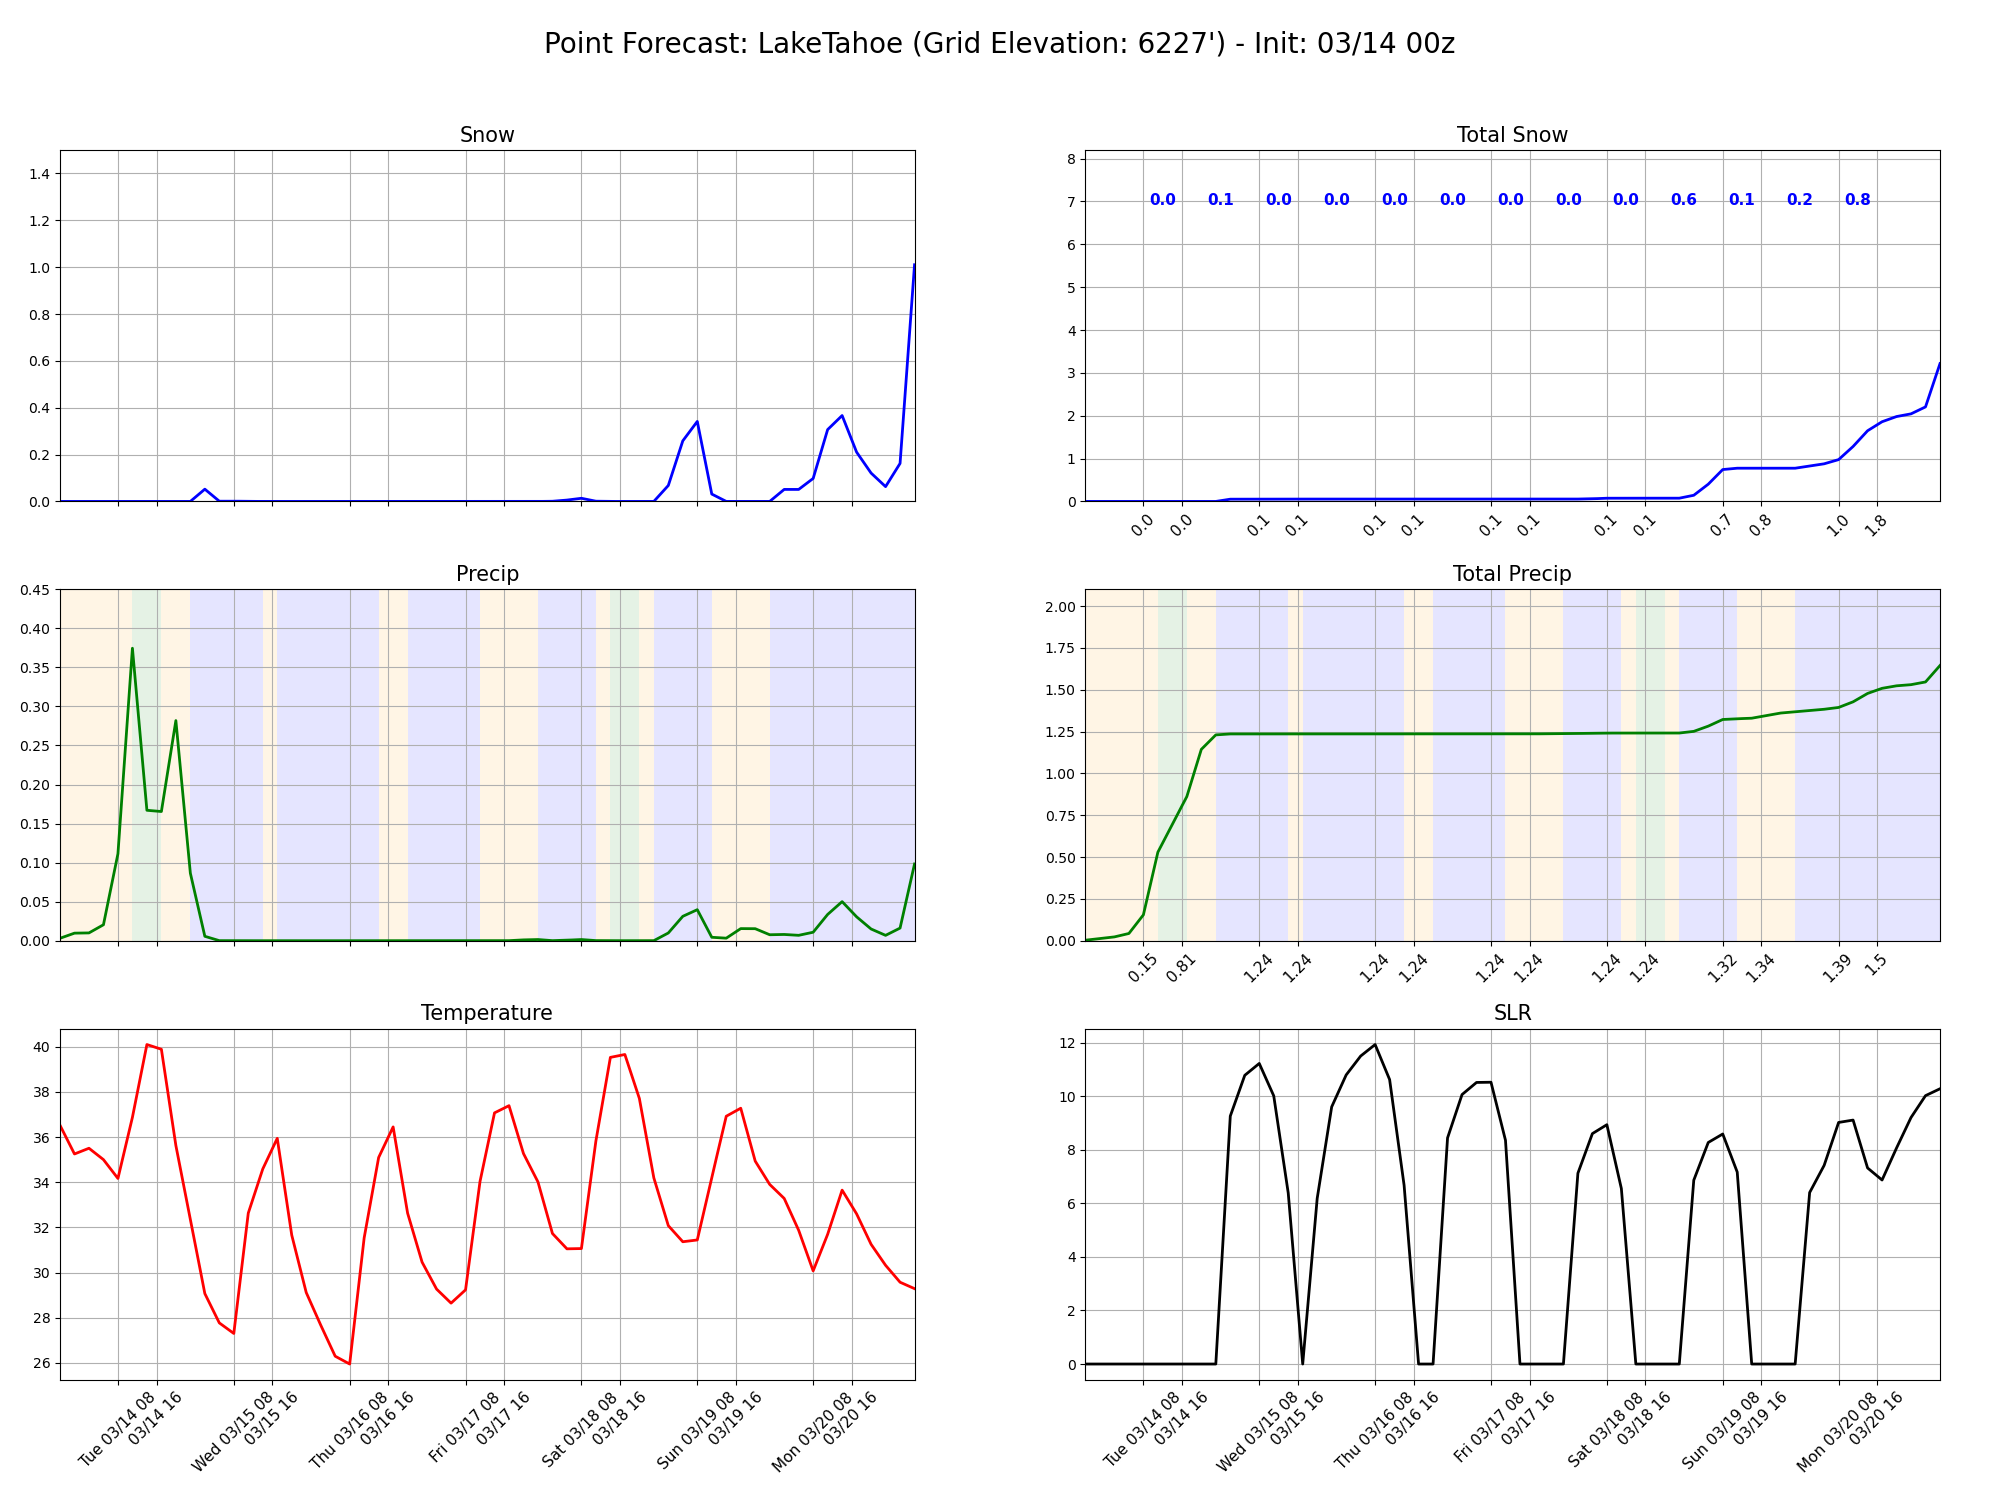 Point Forecast: LakeTahoe (Grid Elevation: 6227') - Init: 03/14 00z
Snow
1.4
1.2
1.0
0.8
0.6
0.4
0.2
0.0
Total Snow
8
7
6
5
4
3
2
1
0
0.0 0.1 0.0 0.0 0.0 0.0 0.0 0.0 0.0 0.6 0.1 0.2 0.8
0.0 0.0 0.1 0.1 0.1 0.1 0.1 0.1 0.1 0.1 0.7 0.8 1.0 1.8
Precip
0.45
0.40
0.35
0.30
0.25
0.20
0.15
0.10
0.05
0.00
Total Precip
2.00
1.75
1.50
1.25
1.00
0.75
0.50
0.25
0.00
0.15 0.81 1.24 1.24 1.24 1.24 1.24 1.24 1.24 1.24 1.32 1.34 1.39 1.5
Temperature
40
38
36
34
32
30
28
26
Tue 03/14 08
03/14 16
Wed 03/15 08
03/15 16
Thu 03/16 08
03/16 16
Fri 03/17 08
03/17 16
Sat 03/18 08
03/18 16
Sun 03/19 08
03/19 16
Mon 03/20 08
03/20 16
SLR
12
10
8
6
4
2
0
Tue 03/14 08
03/14 16
Wed 03/15 08
03/15 16
Thu 03/16 08
03/16 16
Fri 03/17 08
03/17 16
Sat 03/18 08
03/18 16
Sun 03/19 08
03/19 16
Mon 03/20 08
03/20 16